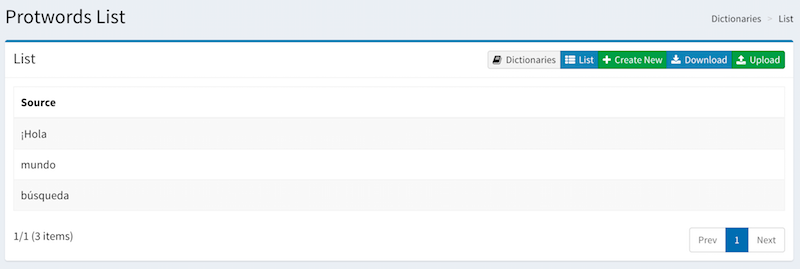 Protwords List
Dictionaries > List
List
Dictionaries List Create New Download Upload
Source
¡Hola
mundo
búsqueda
1/1 (3 items)
Prev 1 Next